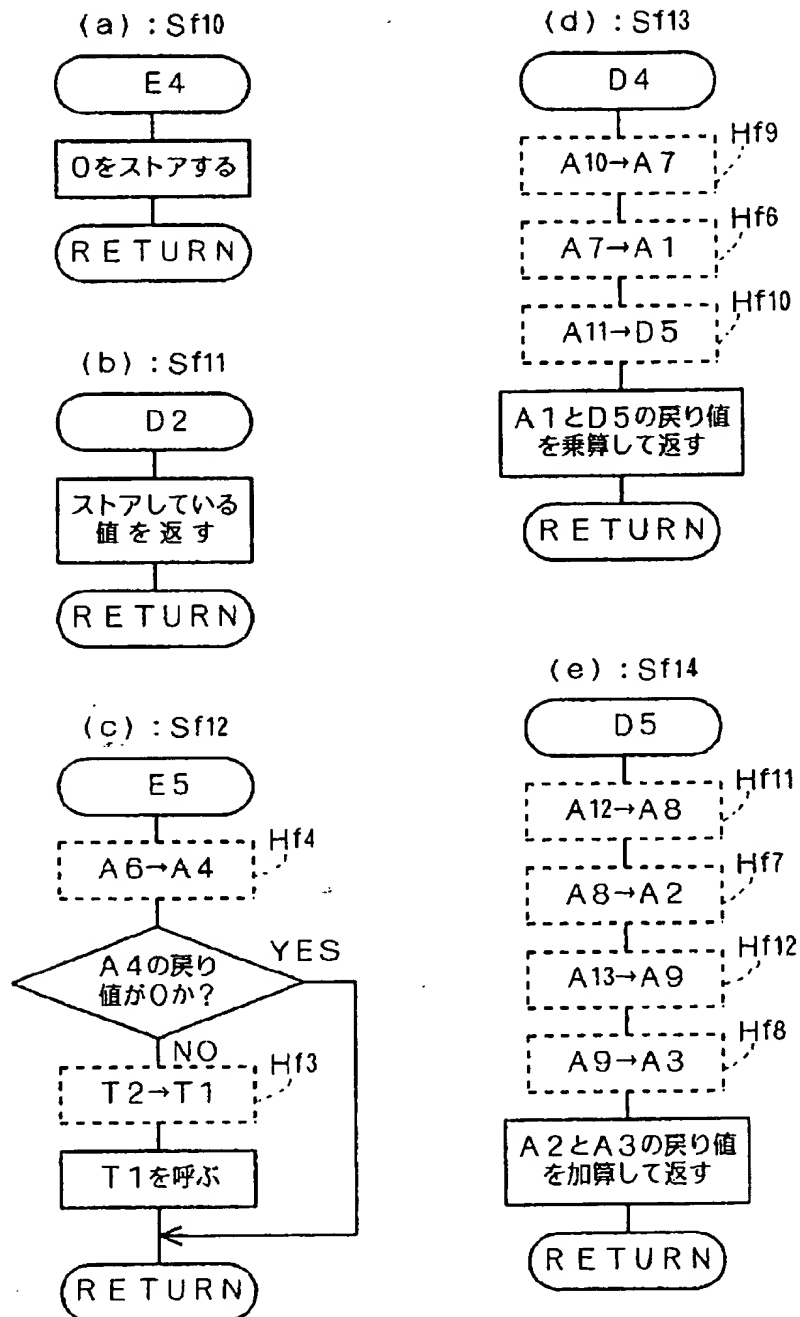 (a) : Sf10
E4
0をストアする
RETURN
(b) : Sf11
D2
ストアしている
値を返す
RETURN
(c) : Sf12
E5
A6→A4
Hf4
A4の戻り
値が0か?
YES
NO
T2→T1
Hf3
T1を呼ぶ
RETURN
(d) : Sf13
D4
A10→A7
Hf9
A7→A1
Hf6
A11→D5
Hf10
A1とD5の戻り値
を乗算して返す
RETURN
(e) : Sf14
D5
A12→A8
Hf11
A8→A2
Hf7
A13→A9
Hf12
A9→A3
Hf8
A2とA3の戻り値
を加算して返す
RETURN